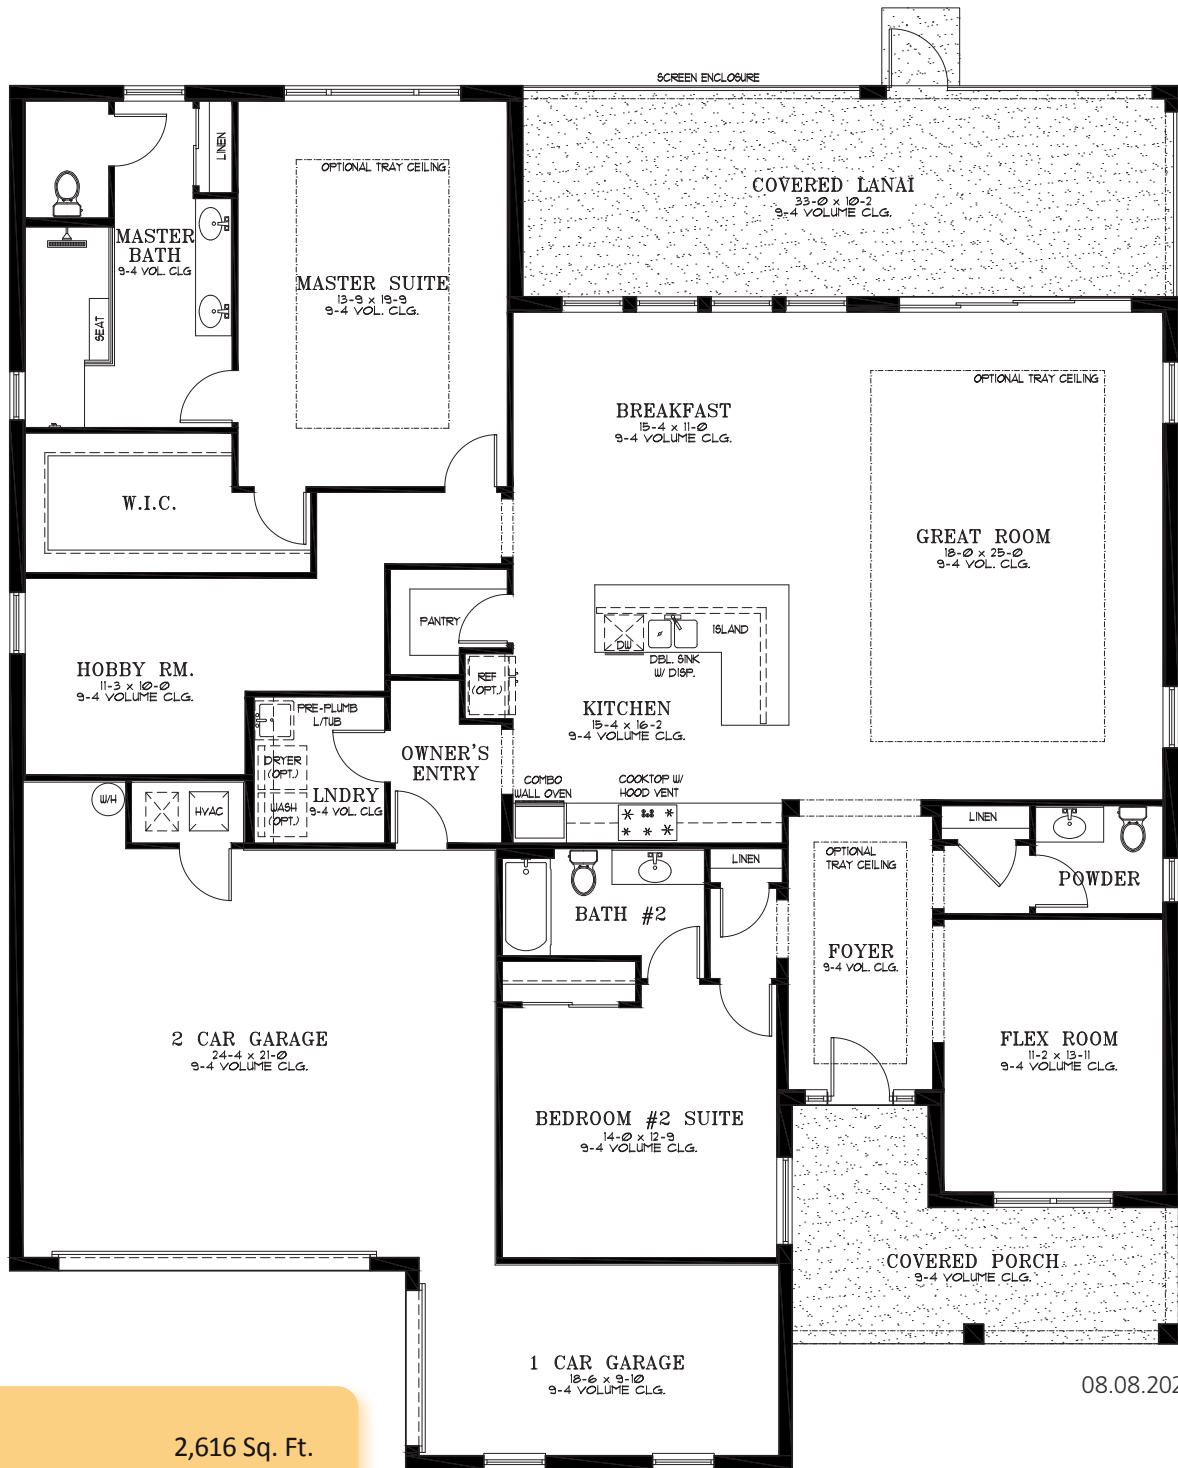 SCREEN ENCLOSURE
LINEN
OPTIONAL TRAY CEILING
COVERED LANAI
33-0 x 10-2
9-4 VOLUME CLG.
MASTER
BATH
9-4 VOL. CLG
MASTER SUITE
13-9 x 19-9
9-4 VOL. CLG.
SEAT
OPTIONAL TRAY CEILING
BREAKFAST
15-4 x 11-0
9-4 VOLUME CLG.
W.I.C.
GREAT ROOM
18-0 x 25-0
9-4 VOL. CLG.
PANTRY
ISLAND
DW
DBL. SINK
W/ DISP.
HOBBY RM.
11-3 x 10-0
9-4 VOLUME CLG.
REF
(OPT.)
KITCHEN
15-4 x 16-2
9-4 VOLUME CLG.
PRE-PLUMB
L/TUB
OWNER'S
ENTRY
DRYER
(OPT.)
COMBO
WALL OVEN
COOKTOP W/
HOOD VENT
W/H
HVAC
LNDRY
9-4 VOL. CLG
WASH
(OPT.)
LINEN
OPTIONAL
TRAY CEILING
LINEN
POWDER
BATH #2
FOYER
9-4 VOL. CLG.
2 CAR GARAGE
24-4 x 21-0
9-4 VOLUME CLG.
FLEX ROOM
11-2 x 13-11
9-4 VOLUME CLG.
BEDROOM #2 SUITE
14-0 x 12-9
9-4 VOLUME CLG.
COVERED PORCH
9-4 VOLUME CLG.
1 CAR GARAGE
18-6 x 9-10
9-4 VOLUME CLG.
08.08.202
2,616 Sq. Ft.